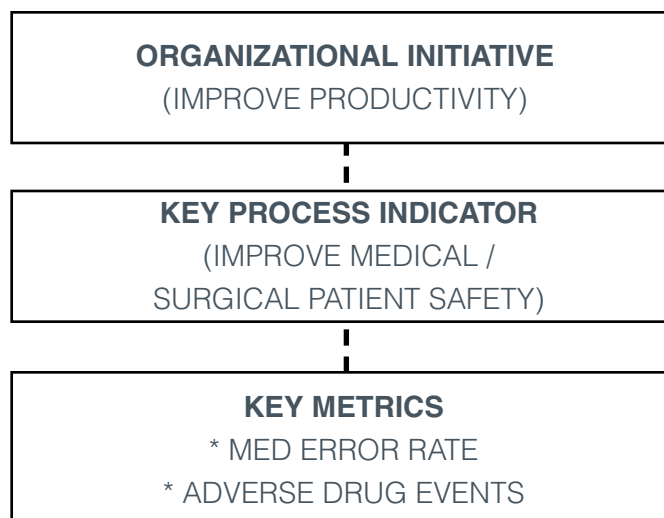 ORGANIZATIONAL INITIATIVE
(IMPROVE PRODUCTIVITY)
KEY PROCESS INDICATOR
(IMPROVE MEDICAL /
SURGICAL PATIENT SAFETY)
KEY METRICS
* MED ERROR RATE
* ADVERSE DRUG EVENTS